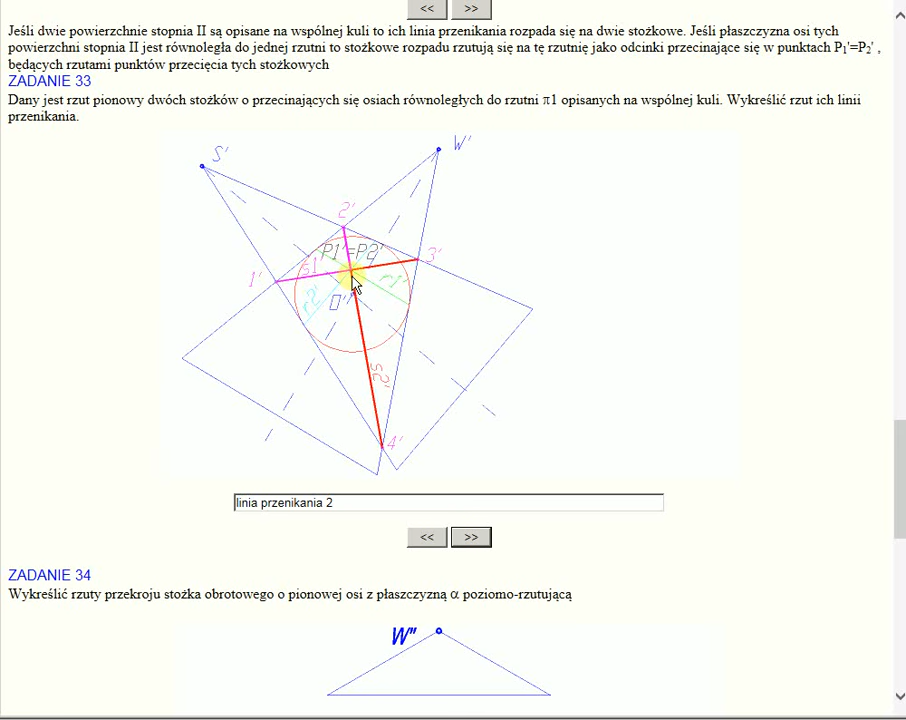 << >>
Jeśli dwie powierzchnie stopnia II są opisane na wspólnej kuli to ich linia przenikania rozpada się na dwie stożkowe. Jeśli płaszczyzna osi tych
powierzchni stopnia II jest równoległa do jednej rzutni to stożkowe rozpadu rzutują się na tę rzutnię jako odcinki przecinające się w punktach P1'=P2' ,
będących rzutami punktów przecięcia tych stożkowych
ZADANIE 33
Dany jest rzut pionowy dwóch stożków o przecinających się osiach równoległych do rzutni π1 opisanych na wspólnej kuli. Wykreślić rzut ich linii
przenikania.
S' W'
2'
P1'=P2' 3'
1' s1' r1'
r2' O'
s2'
4'
linia przenikania 2
<< >>
ZADANIE 34
Wykreślić rzuty przekroju stożka obrotowego o pionowej osi z płaszczyzną α poziomo-rzutującą
W"